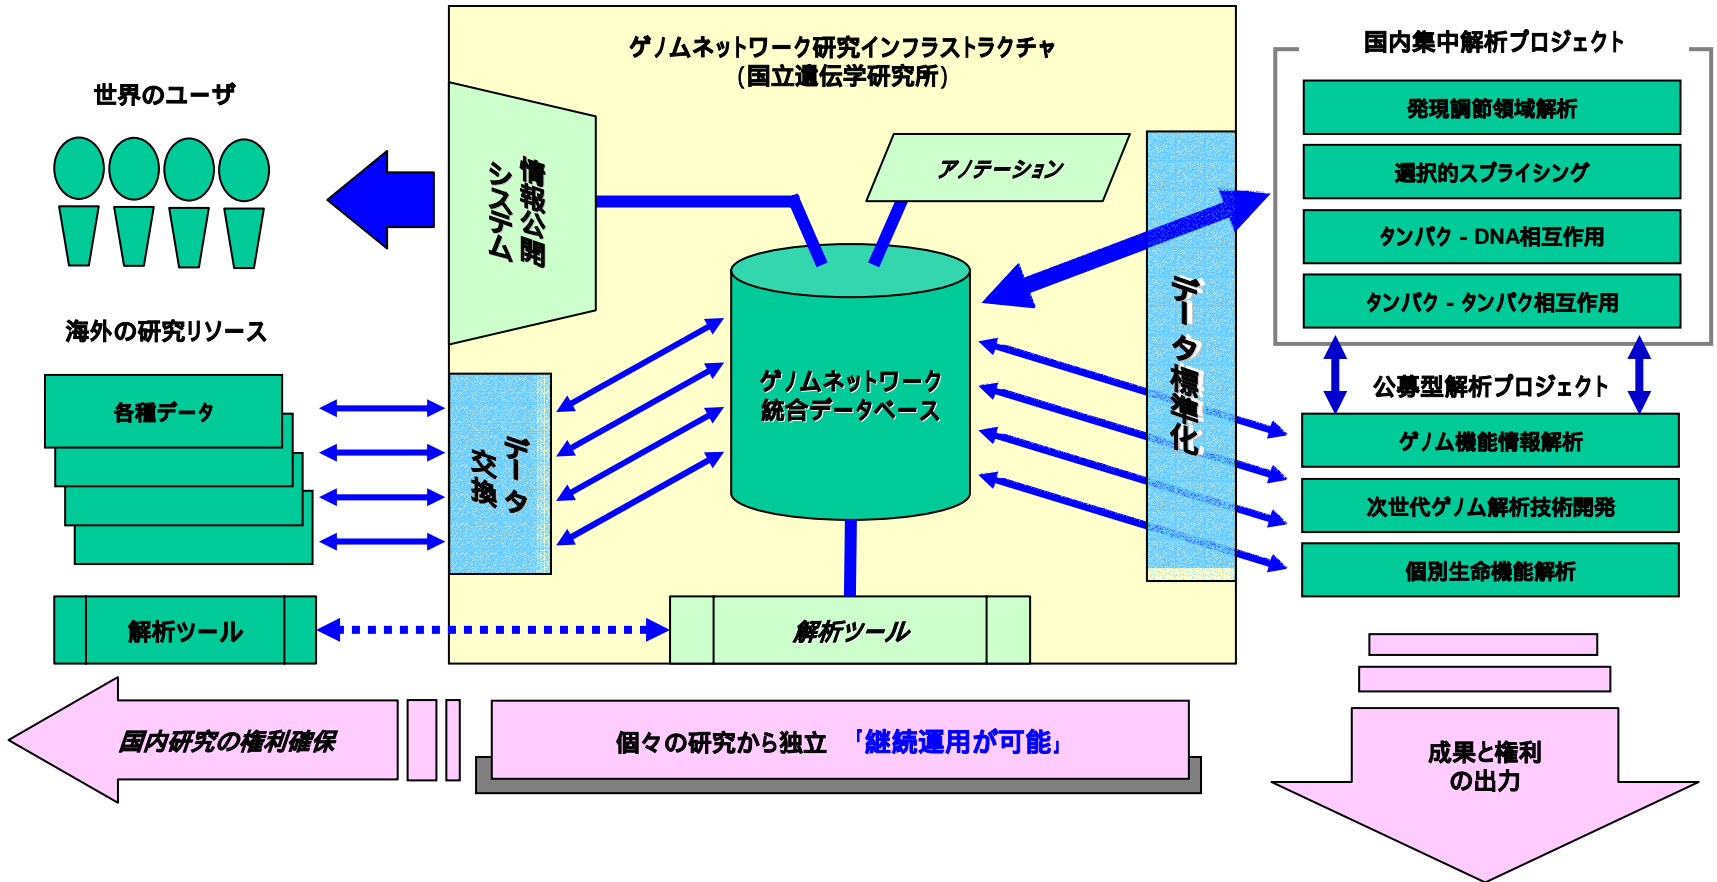 ゲノムネットワーク研究インフラストラクチャ
（国立遺伝学研究所）
世界のユーザ
情報公開
システム
アノテーション
国内集中解析プロジェクト
発現調節領域解析
選択的スプライシング
タンパク - DNA相互作用
タンパク - タンパク相互作用
海外の研究リソース
各種データ
データ
交換
ゲノムネットワーク
統合データベース
データ標準化
公募型解析プロジェクト
ゲノム機能情報解析
次世代ゲノム解析技術開発
個別生命機能解析
解析ツール
解析ツール
国内研究の権利確保
個々の研究から独立 「継続運用が可能」
成果と権利
の出力